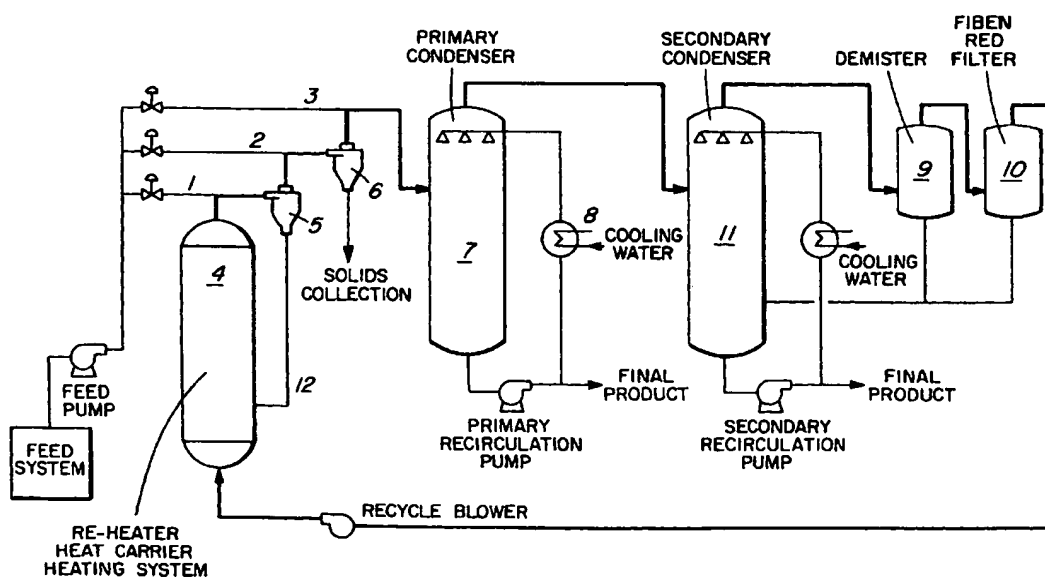 PRIMARY
CONDENSER
SECONDARY
CONDENSER
DEMISTER
FIBEN
RED
FILTER
3
2
1
6
5
4
7
8
COOLING
WATER
11
COOLING
WATER
9
10
SOLIDS
COLLECTION
12
FEED
PUMP
FEED
SYSTEM
FINAL
PRODUCT
PRIMARY
RECIRCULATION
PUMP
FINAL
PRODUCT
SECONDARY
RECIRCULATION
PUMP
RE-HEATER
HEAT CARRIER
HEATING SYSTEM
RECYCLE BLOWER